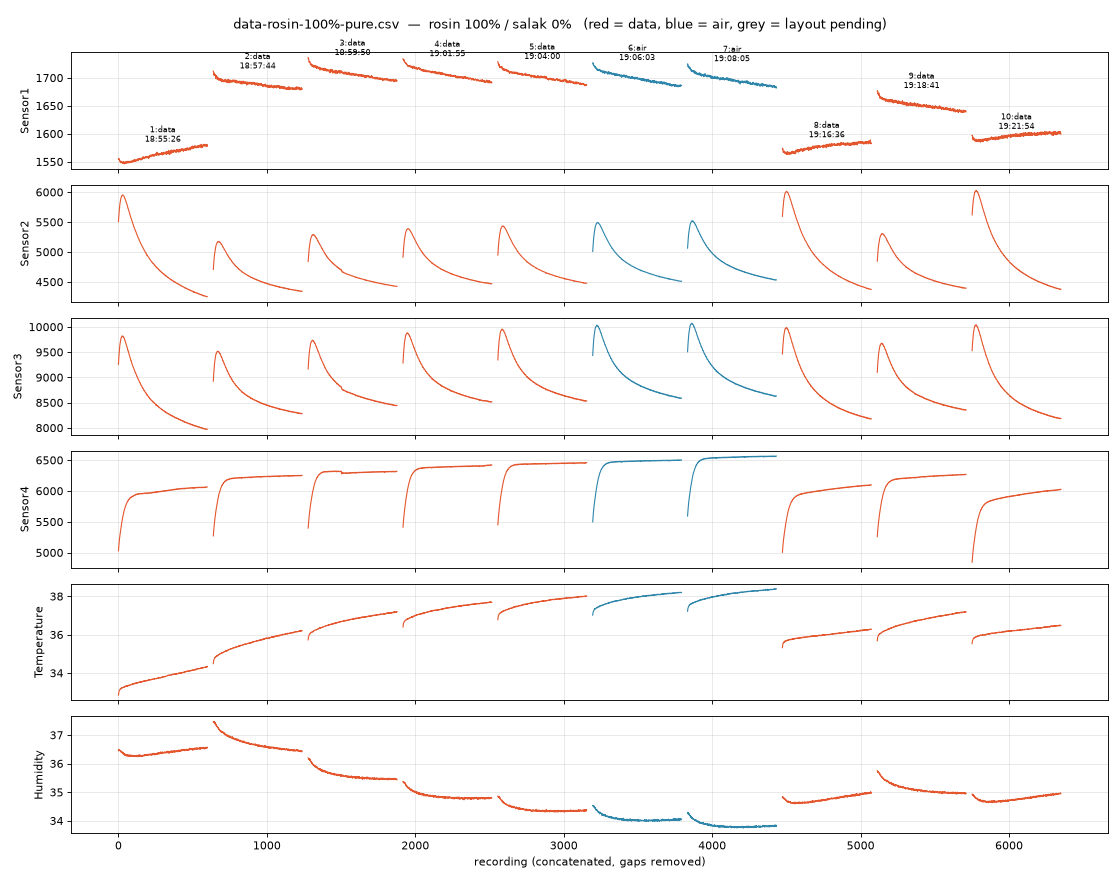 data-rosin-100%-pure.csv — rosin 100% / salak 0% (red = data, blue = air, grey = layout pending)
1:data
18:55:26
2:data
18:57:44
3:data
18:59:50
4:data
19:01:55
5:data
19:04:00
6:air
19:06:03
7:air
19:08:05
8:data
19:16:36
9:data
19:18:41
10:data
19:21:54
Sensor1
1700
1650
1600
1550
Sensor2
6000
5500
5000
4500
Sensor3
10000
9500
9000
8500
8000
Sensor4
6500
6000
5500
5000
Temperature
38
36
34
Humidity
37
36
35
34
0 1000 2000 3000 4000 5000 6000
recording (concatenated, gaps removed)